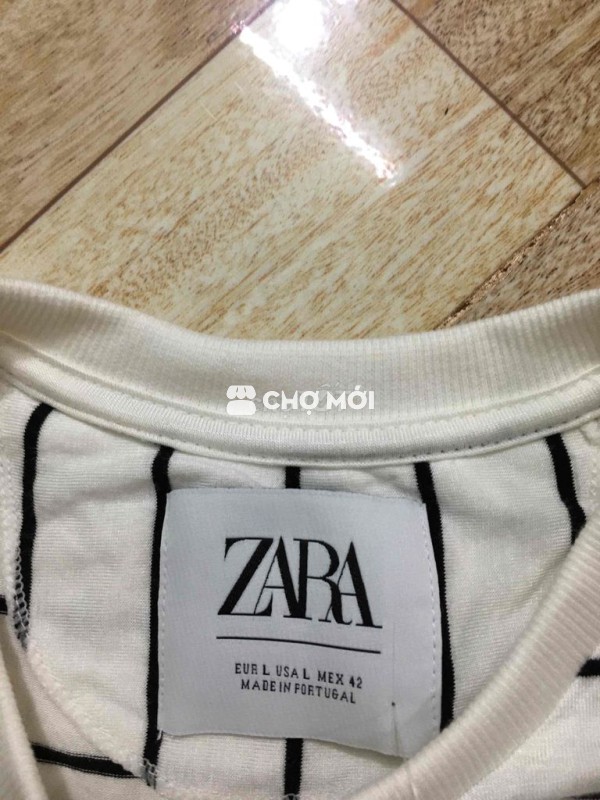 CHỢ MỚI
ZARA
EUR L USA L MEX 42
MADE IN PORTUGAL